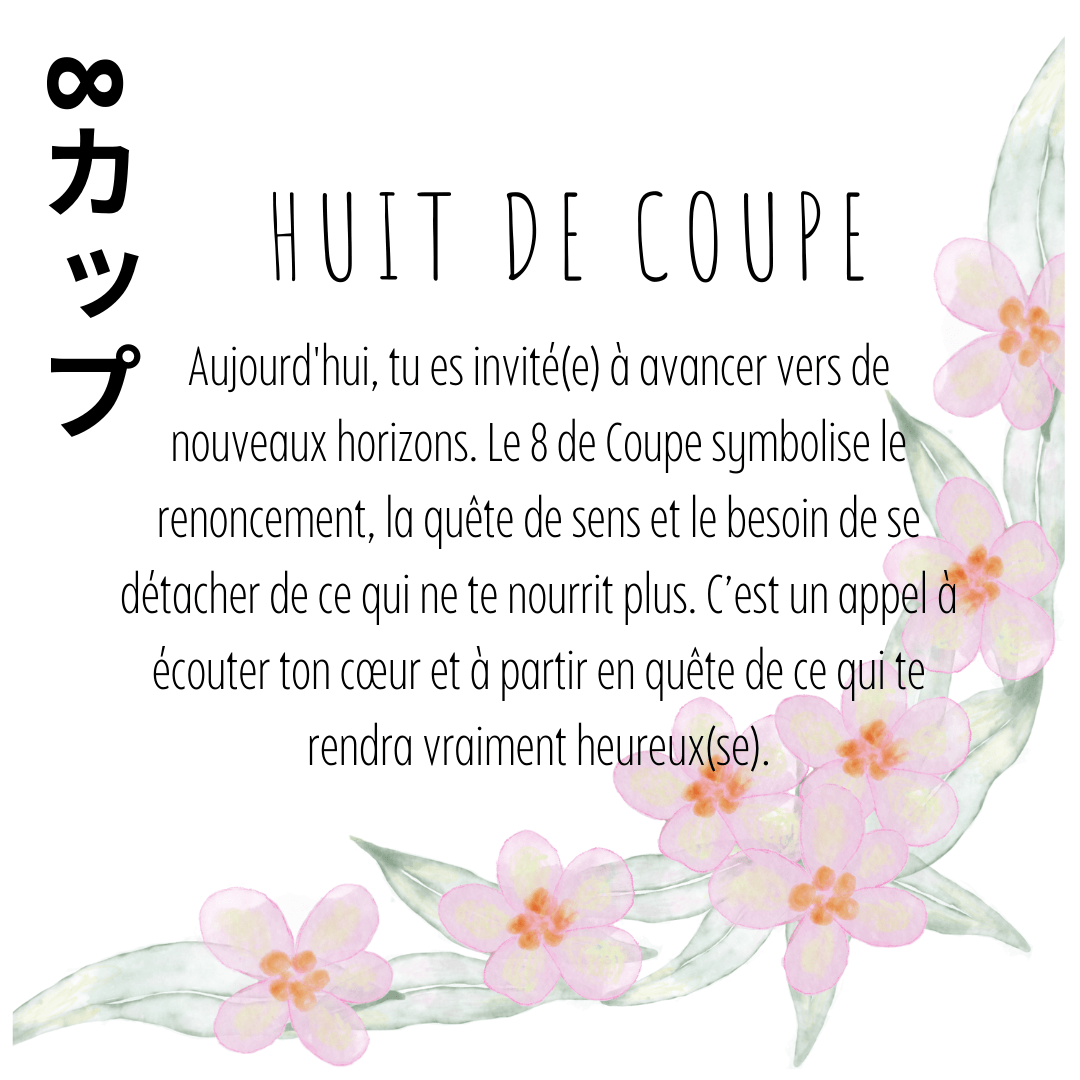 8カップ
HUIT DE COUPE
Aujourd'hui, tu es invité(e) à avancer vers de
nouveaux horizons. Le 8 de Coupe symbolise le
renoncement, la quête de sens et le besoin de se
détacher de ce qui ne te nourrit plus. C’est un appel à
écouter ton cœur et à partir en quête de ce qui te
rendra vraiment heureux(se).